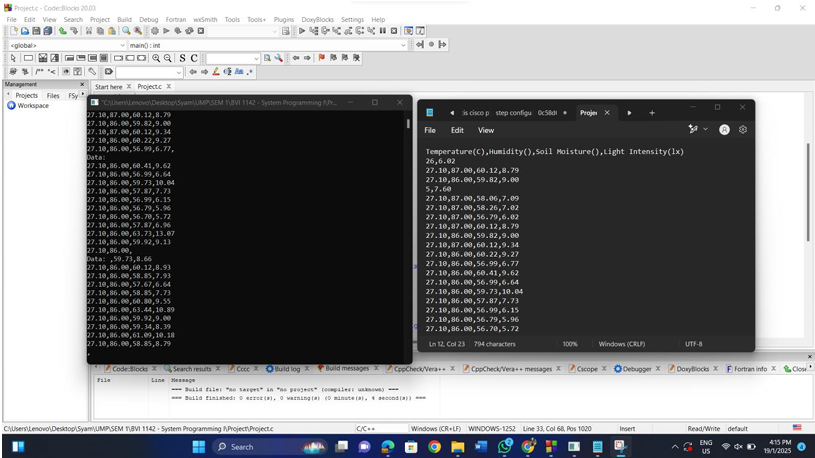 Project.c - Code::Blocks 20.03
File Edit View Search Project Build Debug Fortran wxSmith Tools Tools+ Plugins DoxyBlocks Settings Help
<global> main() : int
Management
Projects Files FSy
Workspace
Start here Project.c
"C:\Users\Lenovo\Desktop\Syam\UMP\SEM 1\BVI 1142 - System Programming I\Pr...
27.10,87.00,60.12,8.79
27.10,86.00,59.82,9.00
27.10,86.00,60.12,9.34
27.10,86.00,60.22,9.27
27.10,86.00,56.99,6.77,
Data:
27.10,86.00,60.41,9.62
27.10,86.00,56.99,6.64
27.10,86.00,59.73,10.04
27.10,86.00,57.87,7.73
27.10,86.00,56.99,6.15
27.10,86.00,56.79,5.96
27.10,86.00,56.70,5.72
27.10,86.00,57.87,6.96
27.10,86.00,63.73,13.07
27.10,86.00,59.92,9.13
27.10,86.00,
Data: ,59.73,8.66
27.10,86.00,60.12,8.93
27.10,86.00,58.85,7.93
27.10,86.00,57.67,6.64
27.10,86.00,58.85,7.73
27.10,86.00,60.80,9.55
27.10,86.00,63.44,10.89
27.10,86.00,59.92,9.00
27.10,86.00,59.34,8.39
27.10,86.00,61.09,10.18
27.10,86.00,58.85,8.79
,
is cisco p step configu 0c58d Projec
File Edit View
Temperature(C),Humidity(),Soil Moisture(),Light Intensity(lx)
26,6.02
27.10,87.00,60.12,8.79
27.10,86.00,59.82,9.00
5,7.60
27.10,87.00,58.06,7.09
27.10,87.00,58.26,7.02
27.10,87.00,56.79,6.02
27.10,87.00,60.12,8.79
27.10,86.00,59.82,9.00
27.10,86.00,60.12,9.34
27.10,86.00,60.22,9.27
27.10,86.00,56.99,6.77
27.10,86.00,60.41,9.62
27.10,86.00,56.99,6.64
27.10,86.00,59.73,10.04
27.10,86.00,57.87,7.73
27.10,86.00,56.99,6.15
27.10,86.00,56.79,5.96
27.10,86.00,56.70,5.72
Ln 12, Col 23 794 characters 100% Windows (CRLF) UTF-8
Code::Blocks Search results Cccc Build log Build messages CppCheck/Vera++ CppCheck/Vera++ messages Cscope Debugger DoxyBlocks Fortran info Closed
File Line Message
=== Build file: "no target" in "no project" (compiler: unknown) ===
=== Build finished: 0 error(s), 0 warning(s) (0 minute(s), 4 second(s)) ===
C:\Users\Lenovo\Desktop\Syam\UMP\SEM 1\BVI 1142 - System Programming I\Project\Project.c C/C++ Windows (CR+LF) WINDOWS-1252 Line 33, Col 68, Pos 1020 Insert Read/Write default
Search
ENG
US
4:15 PM
19/1/2025